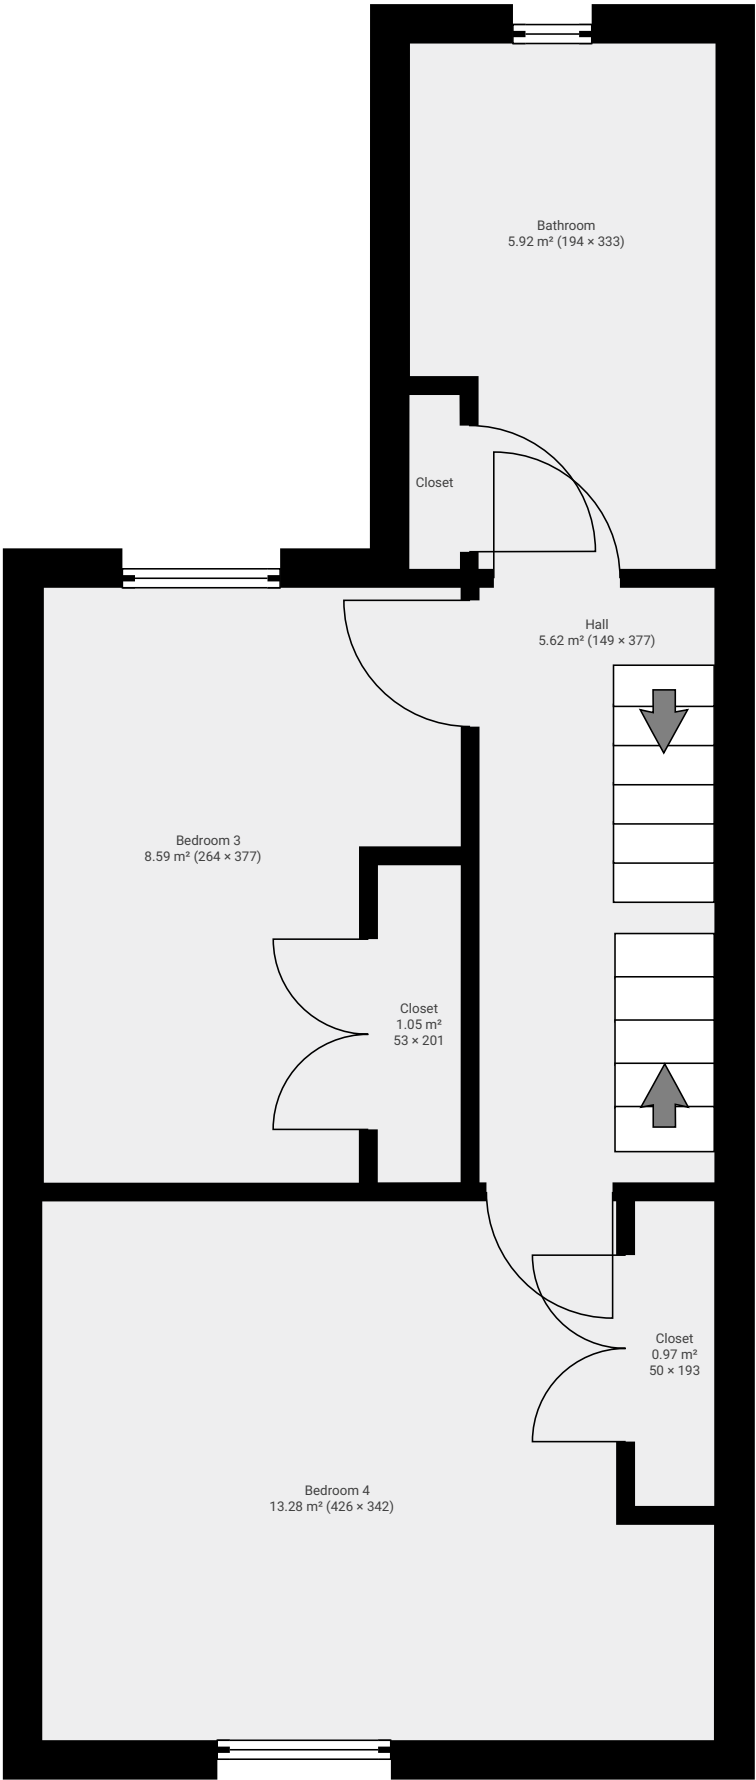 Bathroom
5.92 m² (194 × 333)
Closet
Hall
5.62 m² (149 × 377)
Bedroom 3
8.59 m² (264 × 377)
Closet
1.05 m²
53 × 201
Closet
0.97 m²
50 × 193
Bedroom 4
13.28 m² (426 × 342)